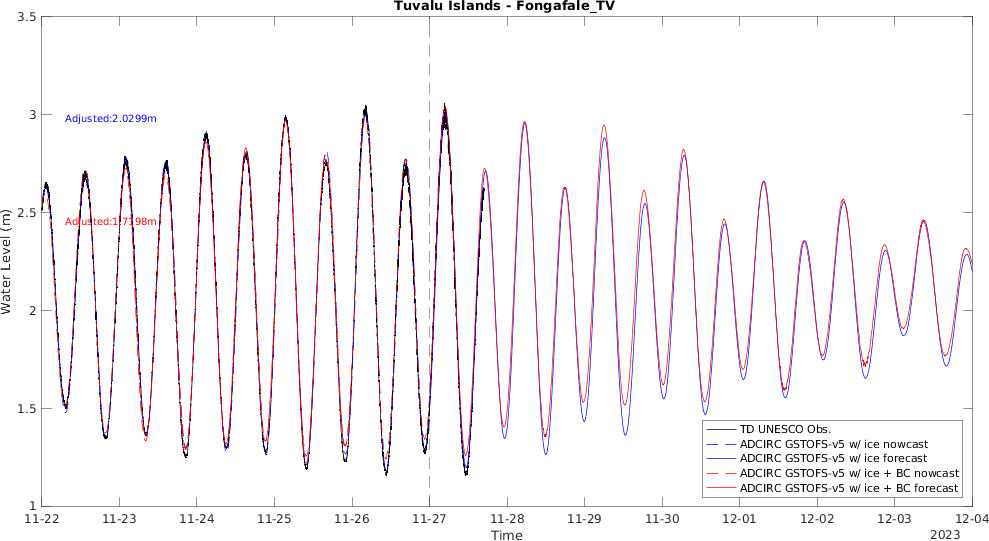 Tuvalu Islands - Fongafale_TV
3.5
3
2.5
2
1.5
1
Water Level (m)
Adjusted:2.0299m
Adjusted:1.7198m
TD UNESCO Obs.
ADCIRC GSTOFS-v5 w/ ice nowcast
ADCIRC GSTOFS-v5 w/ ice forecast
ADCIRC GSTOFS-v5 w/ ice + BC nowcast
ADCIRC GSTOFS-v5 w/ ice + BC forecast
11-22 11-23 11-24 11-25 11-26 11-27 11-28 11-29 11-30 12-01 12-02 12-03 12-04
Time
2023